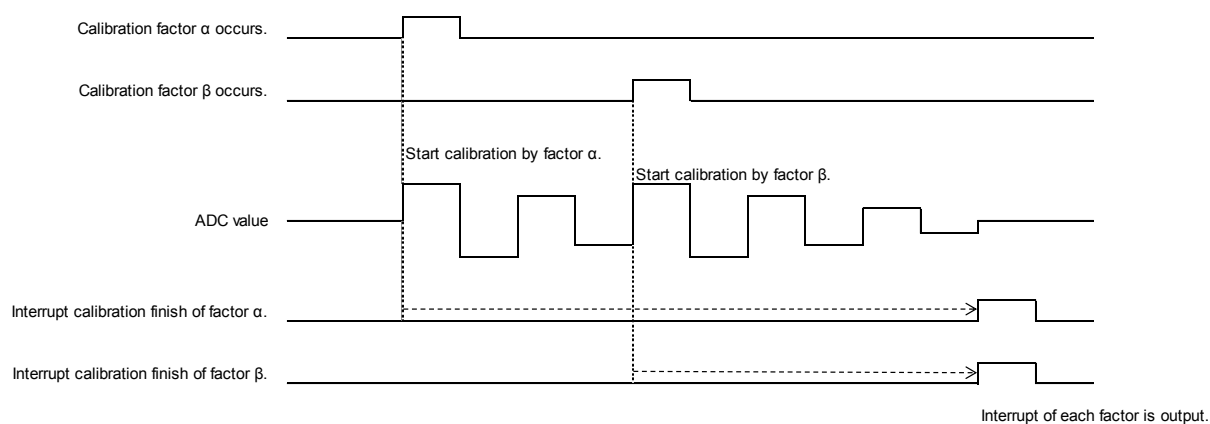 Calibration factor α occurs.
Calibration factor β occurs.
Start calibration by factor α.
Start calibration by factor β.
ADC value
Interrupt calibration finish of factor α.
Interrupt calibration finish of factor β.
Interrupt of each factor is output.